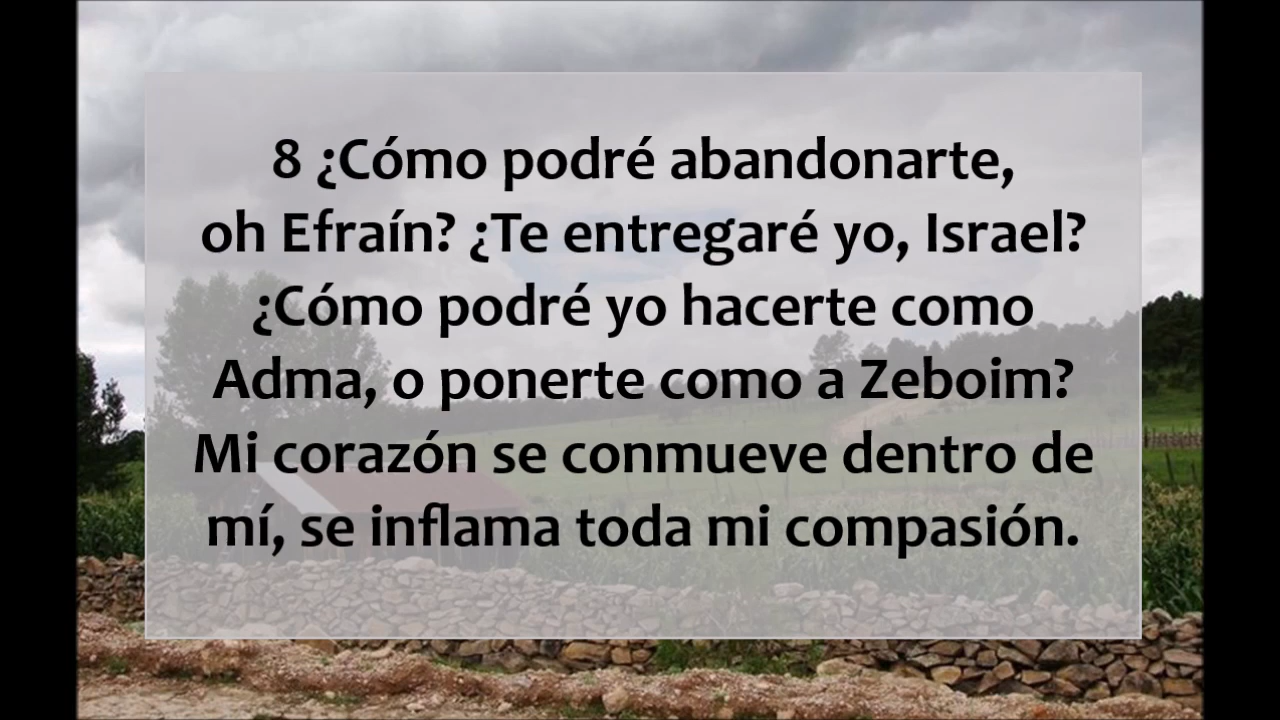 8 ¿Cómo podré abandonarte,
oh Efraín? ¿Te entregaré yo, Israel?
¿Cómo podré yo hacerte como
Adma, o ponerte como a Zeboim?
Mi corazón se conmueve dentro de
mí, se inflama toda mi compasión.